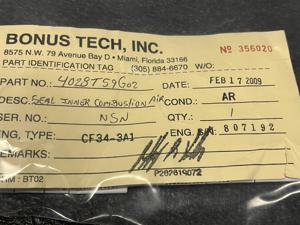 BONUS TECH, INC.
8575 N.W. 79 Avenue Bay D • Miami, Florida 33166
PART IDENTIFICATION TAG (305) 884-6670 W/O:
Nº 356020
PART NO.: 4028T59G02 DATE FEB 17 2009
DESC: SEAL INNER COMBUSTION AIR COND. AR
SER. NO. NSN QTY. 1
ENG, TYPE CF34-3A1 ENG. S/N: 807192
REMARKS:
RM: BT02